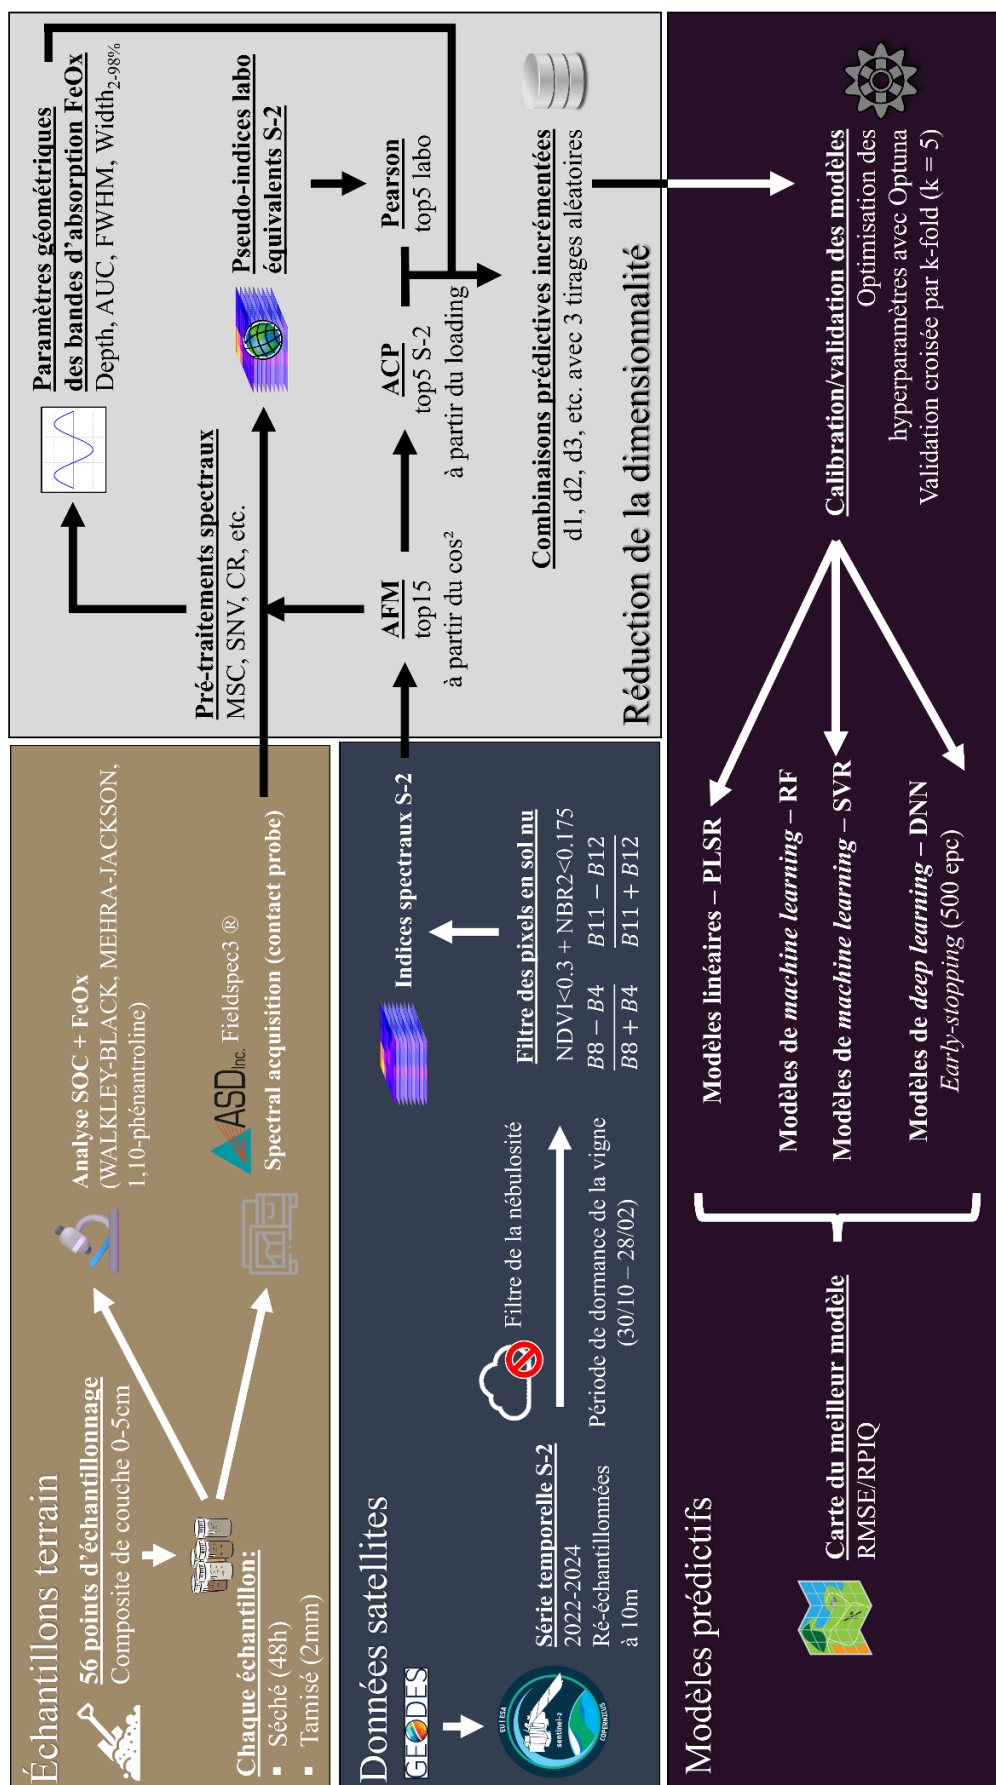 Échantillons terrain
56 points d'échantillonnage
Composite de couche 0-5cm
Chaque échantillon:
▪ Séché (48h)
▪ Tamisé (2mm)
Analyse SOC + FeOx
(WALKLEY-BLACK, MEHRA-JACKSON,
1,10-phénantroline)
ASD Inc. Fieldspec3 ®
Spectral acquisition (contact probe)
Données satellites
GEODES
EU | ESA
sentinel-2
COPERNICUS
Série temporelle S-2
2022-2024
Ré-échantillonnées
à 10m
Filtre de la nébulosité
Période de dormance de la vigne
(30/10 – 28/02)
Indices spectraux S-2
Filtre des pixels en sol nu
NDVI<0.3 + NBR2<0.175
B8 − B4 B11 − B12
B8 + B4 B11 + B12
Paramètres géométriques
des bandes d'absorption FeOx
Depth, AUC, FWHM, Width2-98%
Pré-traitements spectraux
MSC, SNV, CR, etc.
Pseudo-indices labo
équivalents S-2
AFM
top15
à partir du cos²
ACP
top5 S-2
à partir du loading
Pearson
top5 labo
Combinaisons prédictives incrémentées
d1, d2, d3, etc. avec 3 tirages aléatoires
Réduction de la dimensionnalité
Modèles prédictifs
Carte du meilleur modèle
RMSE/RPIQ
Modèles linéaires – PLSR
Modèles de machine learning – RF
Modèles de machine learning – SVR
Modèles de deep learning – DNN
Early-stopping (500 epc)
Calibration/validation des modèles
Optimisation des
hyperparamètres avec Optuna
Validation croisée par k-fold (k = 5)